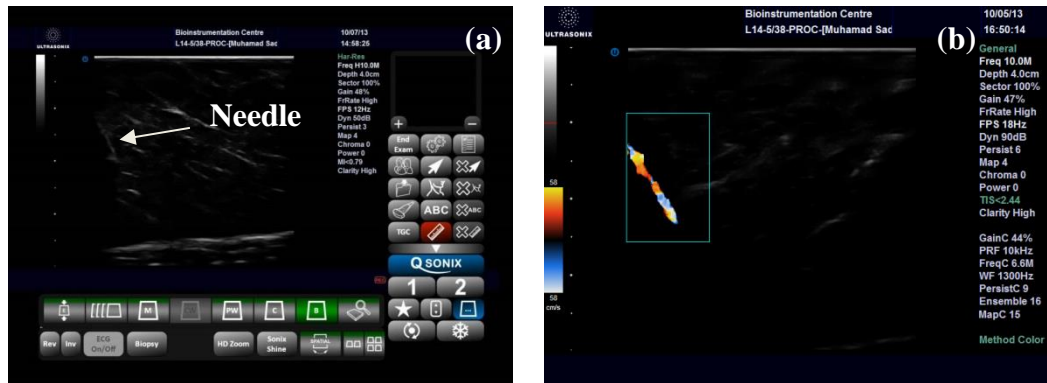 (a)
ULTRASONIX
Bioinstrumentation Centre
10/07/13
L14-5/38-PROC-[Muhamad Sad
14:58:25
Har-Res
Freq H10.0M
Depth 4.0cm
Sector 100%
Gain 48%
FrRate High
FPS 12Hz
Dyn 50dB
Persist 3
Map 4
Chroma 0
Power 0
MI<0.79
Clarity High
Needle
+ −
End Exam
ABC ABC
TGC
Q SONIX
1 2
M PW C B
Rev Inv ECG On/Off Biopsy HD Zoom Sonix Shine SPATIAL
(b)
ULTRASONIX
Bioinstrumentation Centre
10/05/13
L14-5/38-PROC-[Muhamad Sad
16:50:14
General
Freq 10.0M
Depth 4.0cm
Sector 100%
Gain 47%
FrRate High
FPS 18Hz
Dyn 90dB
Persist 6
Map 4
Chroma 0
Power 0
TIS<2.44
Clarity High
GainC 44%
PRF 10kHz
FreqC 6.6M
WF 1300Hz
PersistC 9
Ensemble 16
MapC 15
Method Color
58
58
cm/s